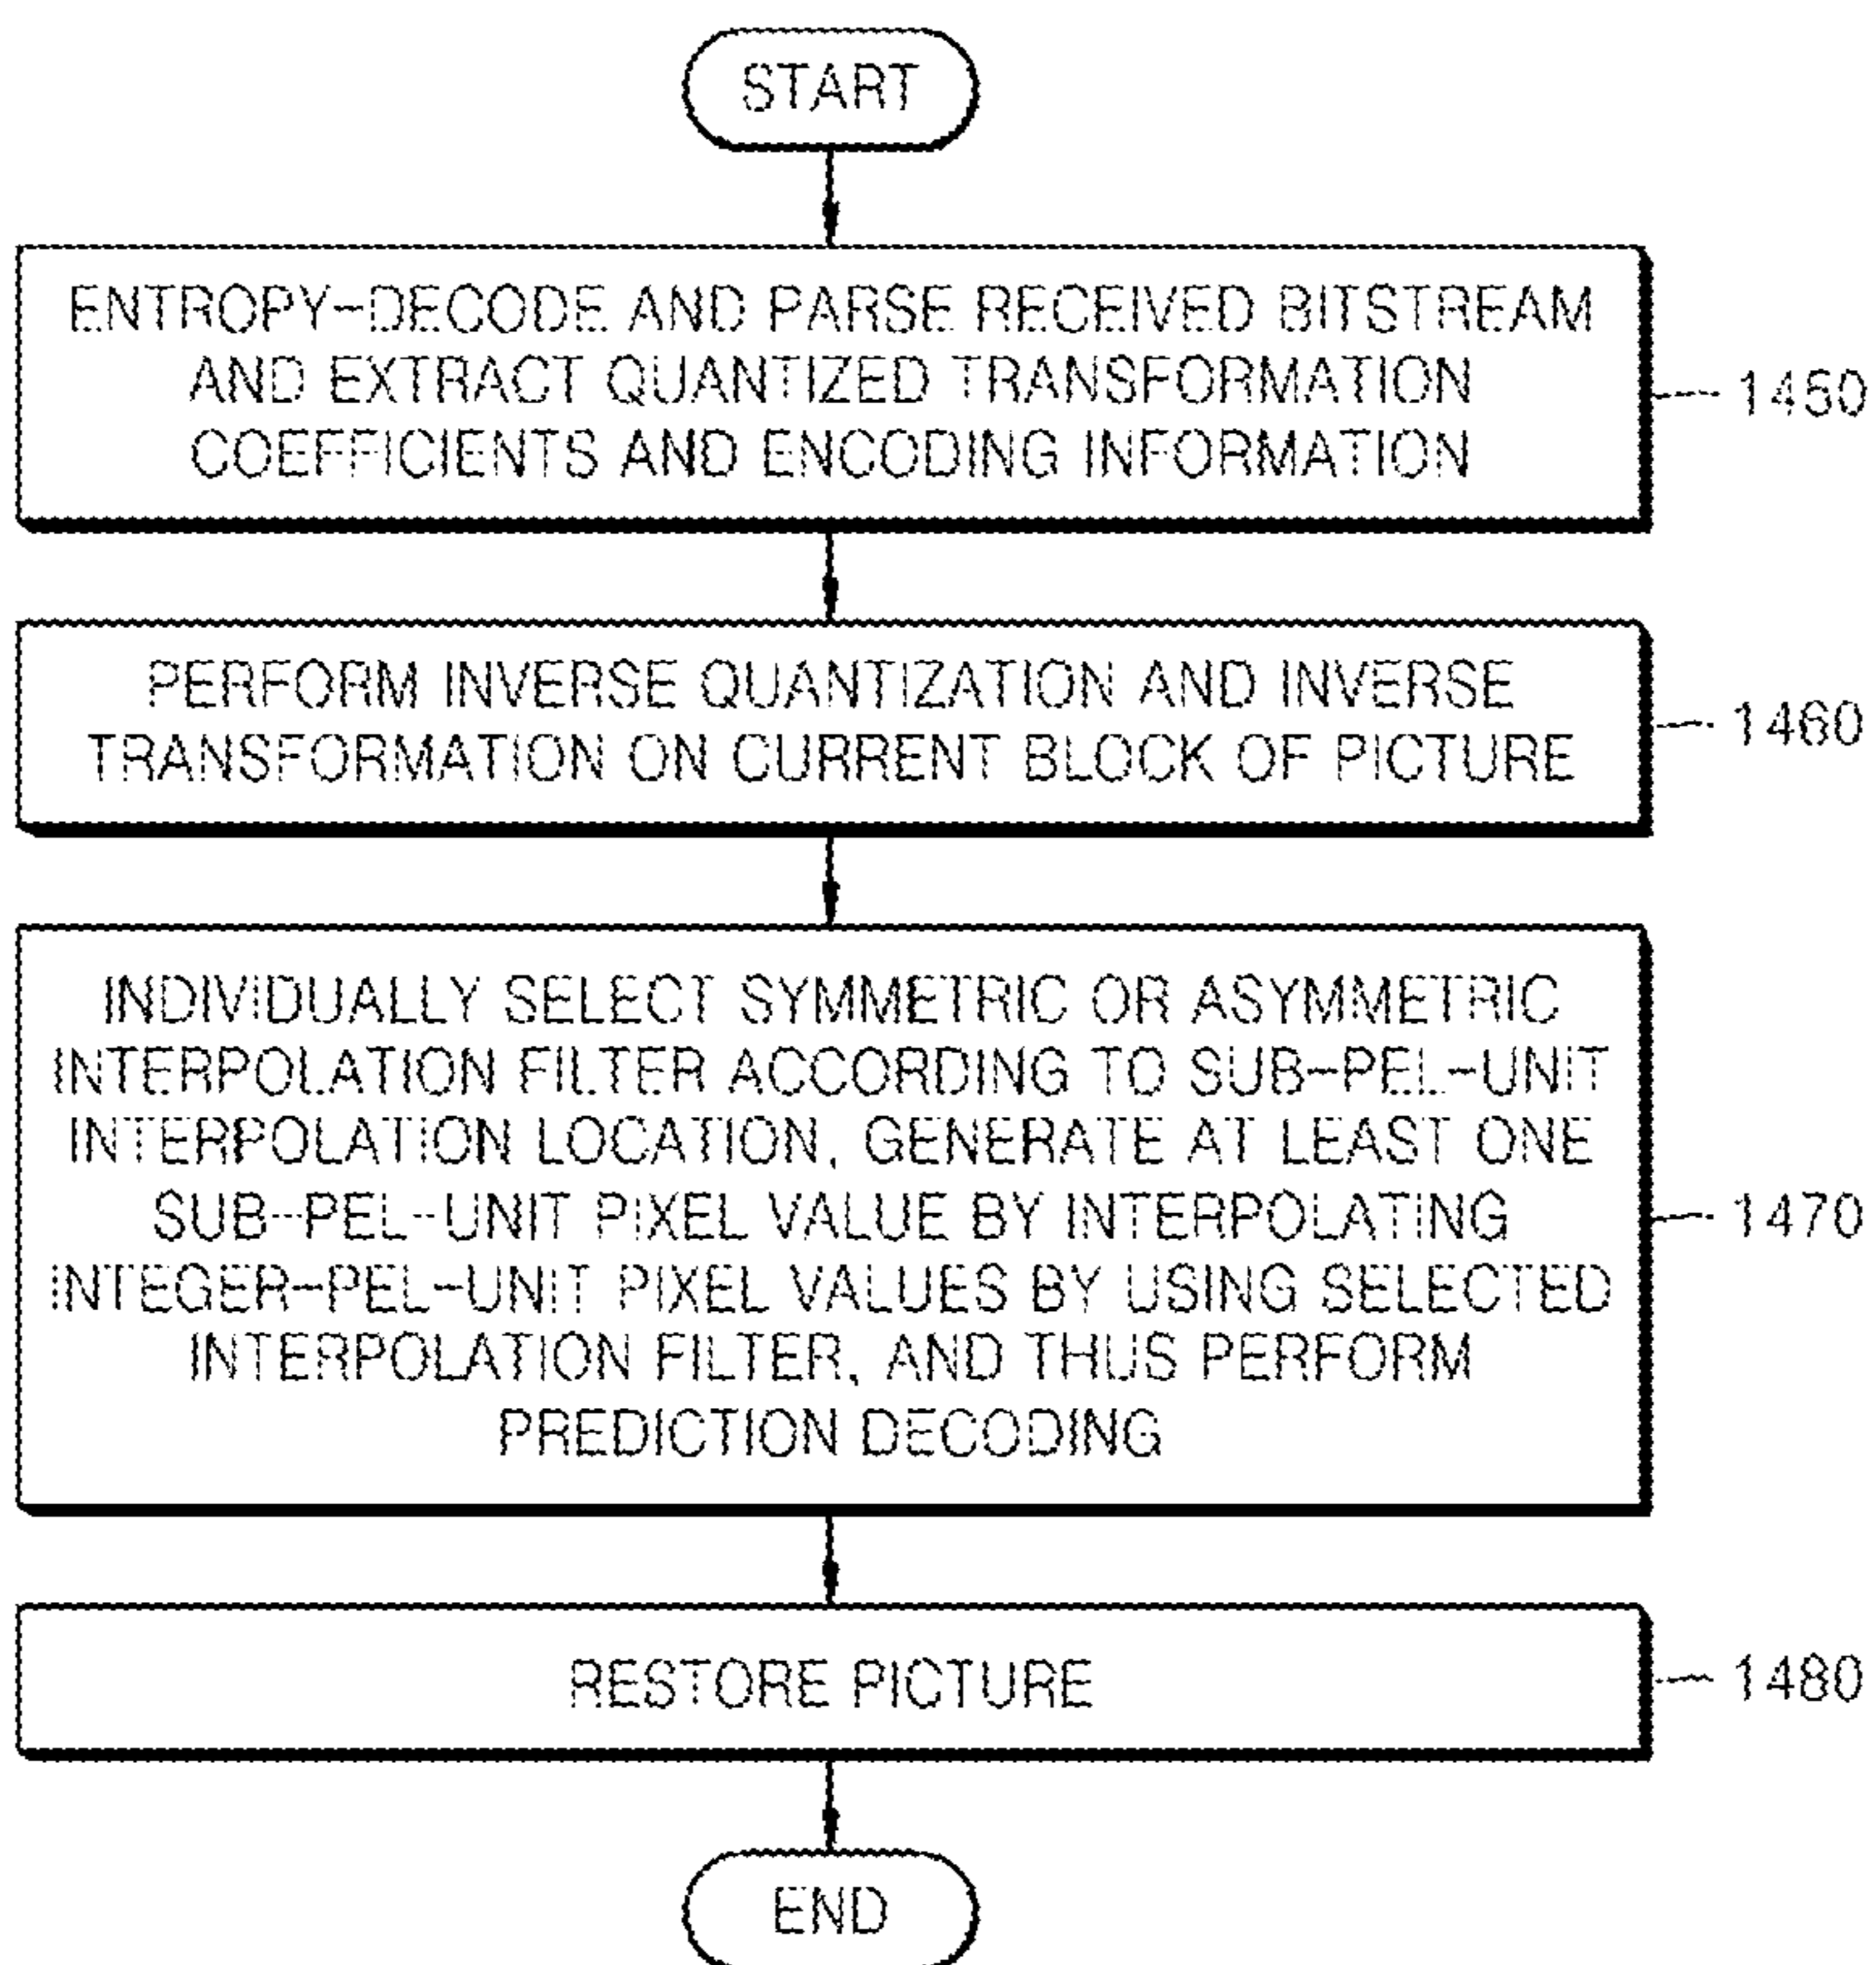 START
ENTROPY-DECODE AND PARSE RECEIVED BITSTREAM
AND EXTRACT QUANTIZED TRANSFORMATION
COEFFICIENTS AND ENCODING INFORMATION
1450
PERFORM INVERSE QUANTIZATION AND INVERSE
TRANSFORMATION ON CURRENT BLOCK OF PICTURE
1460
INDIVIDUALLY SELECT SYMMETRIC OR ASYMMETRIC
INTERPOLATION FILTER ACCORDING TO SUB-PEL-UNIT
INTERPOLATION LOCATION, GENERATE AT LEAST ONE
SUB-PEL-UNIT PIXEL VALUE BY INTERPOLATING
INTEGER-PEL-UNIT PIXEL VALUES BY USING SELECTED
INTERPOLATION FILTER, AND THUS PERFORM
PREDICTION DECODING
1470
RESTORE PICTURE
1480
END